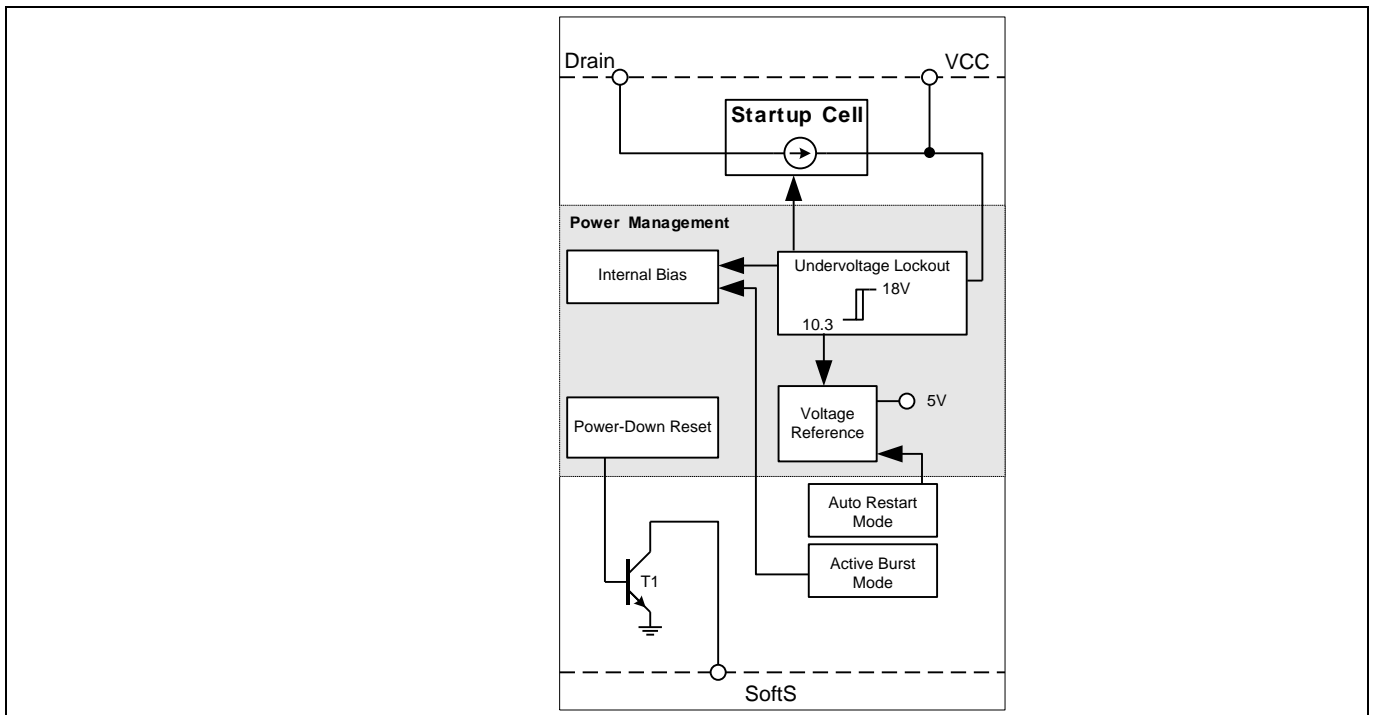 Drain
VCC
Startup Cell
Power Management
Internal Bias
Undervoltage Lockout
18V
10.3
Power-Down Reset
Voltage
Reference
5V
Auto Restart
Mode
Active Burst
Mode
T1
SoftS